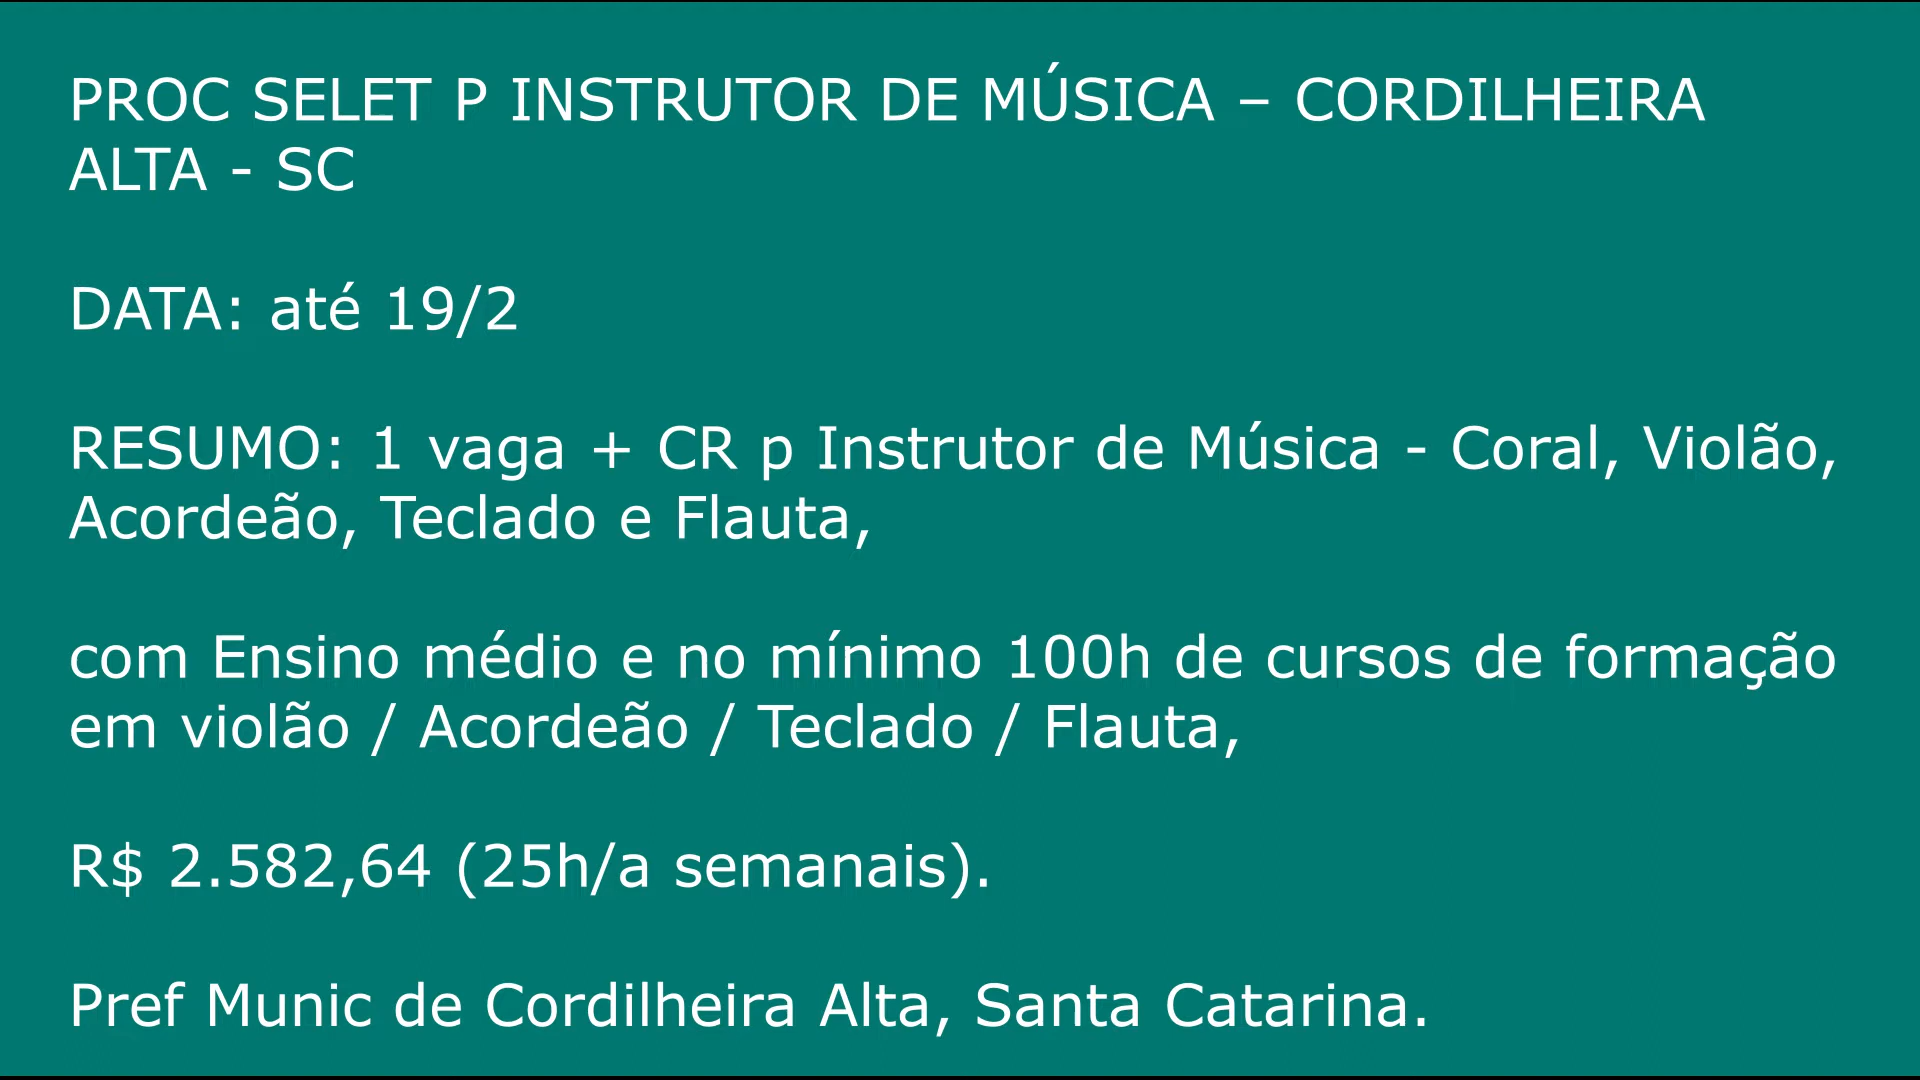 PROC SELET P INSTRUTOR DE MÚSICA – CORDILHEIRA
ALTA - SC
DATA: até 19/2
RESUMO: 1 vaga + CR p Instrutor de Música - Coral, Violão,
Acordeão, Teclado e Flauta,
com Ensino médio e no mínimo 100h de cursos de formação
em violão / Acordeão / Teclado / Flauta,
R$ 2.582,64 (25h/a semanais).
Pref Munic de Cordilheira Alta, Santa Catarina.